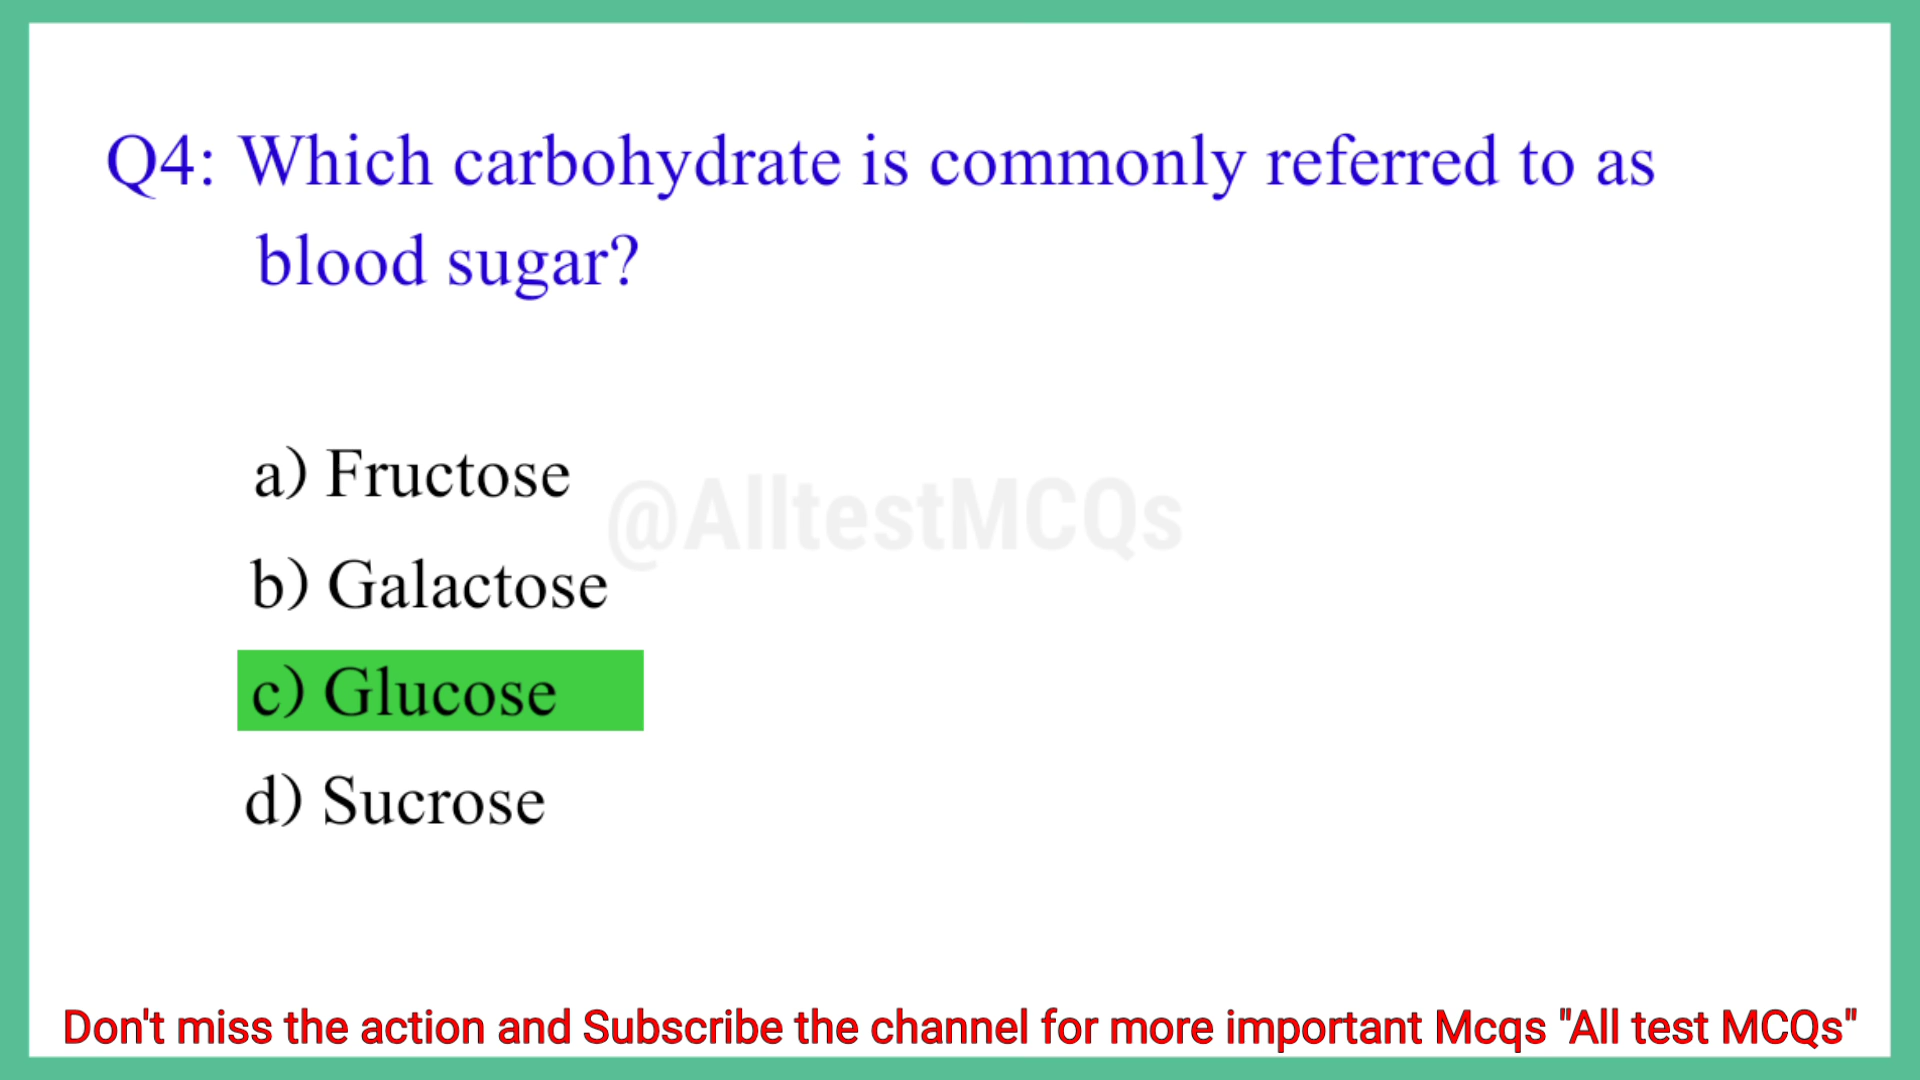 Q4: Which carbohydrate is commonly referred to as
blood sugar?
a) Fructose
@AlltestMCQs
b) Galactose
c) Glucose
d) Sucrose
Don't miss the action and Subscribe the channel for more important Mcqs "All test MCQs"